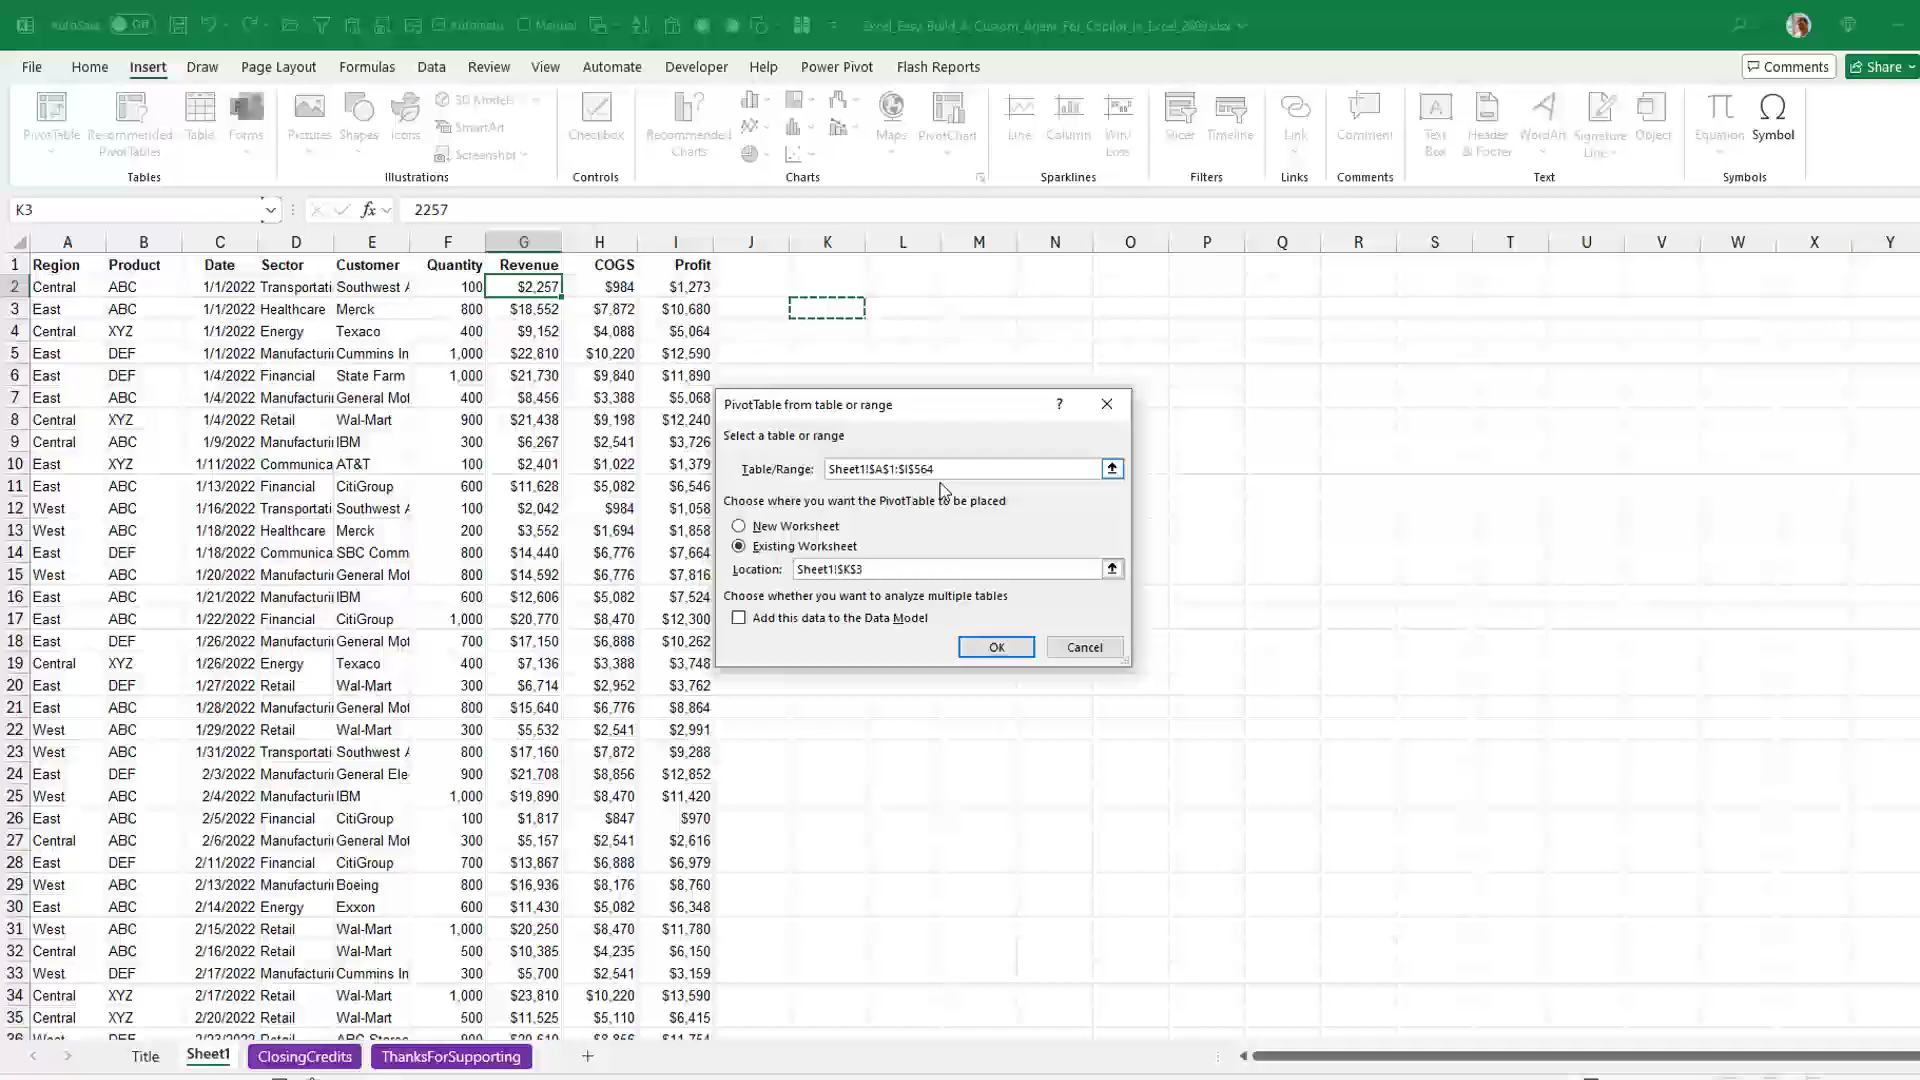 AutoSave Off Automatic Manual Excel_Easy_Build_A_Custom_Agent_For_Copilot_In_Excel_2909.xlsx
File Home Insert Draw Page Layout Formulas Data Review View Automate Developer Help Power Pivot Flash Reports Comments Share
PivotTable Recommended PivotTables Table Forms Pictures Shapes Icons 3D Models SmartArt Screenshot Checkbox Recommended Charts Maps PivotChart Line Column Win/Loss Slicer Timeline Link Comment Text Box Header & Footer WordArt Signature Line Object Equation Symbol
Tables Illustrations Controls Charts Sparklines Filters Links Comments Text Symbols
K3 fx 2257
A B C D E F G H I J K L M N O P Q R S T U V W X Y
1 Region Product Date Sector Customer Quantity Revenue COGS Profit
2 Central ABC 1/1/2022 Transportati Southwest A 100 $2,257 $984 $1,273
3 East ABC 1/1/2022 Healthcare Merck 800 $18,552 $7,872 $10,680
4 Central XYZ 1/1/2022 Energy Texaco 400 $9,152 $4,088 $5,064
5 East DEF 1/1/2022 Manufacturi Cummins In 1,000 $22,810 $10,220 $12,590
6 East DEF 1/4/2022 Financial State Farm 1,000 $21,730 $9,840 $11,890
7 East ABC 1/4/2022 Manufacturi General Mot 400 $8,456 $3,388 $5,068
8 Central XYZ 1/4/2022 Retail Wal-Mart 900 $21,438 $9,198 $12,240
9 Central ABC 1/9/2022 Manufacturi IBM 300 $6,267 $2,541 $3,726
10 East XYZ 1/11/2022 Communica AT&T 100 $2,401 $1,022 $1,379
11 East ABC 1/13/2022 Financial CitiGroup 600 $11,628 $5,082 $6,546
12 West ABC 1/16/2022 Transportati Southwest A 100 $2,042 $984 $1,058
13 West ABC 1/18/2022 Healthcare Merck 200 $3,552 $1,694 $1,858
14 East DEF 1/18/2022 Communica SBC Comm 800 $14,440 $6,776 $7,664
15 West ABC 1/20/2022 Manufacturi General Mot 800 $14,592 $6,776 $7,816
16 East ABC 1/21/2022 Manufacturi IBM 600 $12,606 $5,082 $7,524
17 East ABC 1/22/2022 Financial CitiGroup 1,000 $20,770 $8,470 $12,300
18 East DEF 1/26/2022 Manufacturi General Mot 700 $17,150 $6,888 $10,262
19 Central XYZ 1/26/2022 Energy Texaco 400 $7,136 $3,388 $3,748
20 East DEF 1/27/2022 Retail Wal-Mart 300 $6,714 $2,952 $3,762
21 East ABC 1/28/2022 Manufacturi General Mot 800 $15,640 $6,776 $8,864
22 West ABC 1/29/2022 Retail Wal-Mart 300 $5,532 $2,541 $2,991
23 West ABC 1/31/2022 Transportati Southwest A 800 $17,160 $7,872 $9,288
24 East DEF 2/3/2022 Manufacturi General Ele 900 $21,708 $8,856 $12,852
25 West ABC 2/4/2022 Manufacturi IBM 1,000 $19,890 $8,470 $11,420
26 East ABC 2/5/2022 Financial CitiGroup 100 $1,817 $847 $970
27 Central ABC 2/6/2022 Manufacturi General Mot 300 $5,157 $2,541 $2,616
28 East DEF 2/11/2022 Financial CitiGroup 700 $13,867 $6,888 $6,979
29 West ABC 2/13/2022 Manufacturi Boeing 800 $16,936 $8,176 $8,760
30 East ABC 2/14/2022 Energy Exxon 600 $11,430 $5,082 $6,348
31 West ABC 2/15/2022 Retail Wal-Mart 1,000 $20,250 $8,470 $11,780
32 Central ABC 2/16/2022 Retail Wal-Mart 500 $10,385 $4,235 $6,150
33 West DEF 2/17/2022 Manufacturi Cummins In 300 $5,700 $2,541 $3,159
34 Central XYZ 2/17/2022 Retail Wal-Mart 1,000 $23,810 $10,220 $13,590
35 Central XYZ 2/20/2022 Retail Wal-Mart 500 $11,525 $5,110 $6,415
PivotTable from table or range ?
Select a table or range
Table/Range: Sheet1!$A$1:$I$564
Choose where you want the PivotTable to be placed
New Worksheet
Existing Worksheet
Location: Sheet1!$K$3
Choose whether you want to analyze multiple tables
Add this data to the Data Model
OK Cancel
Title Sheet1 ClosingCredits ThanksForSupporting